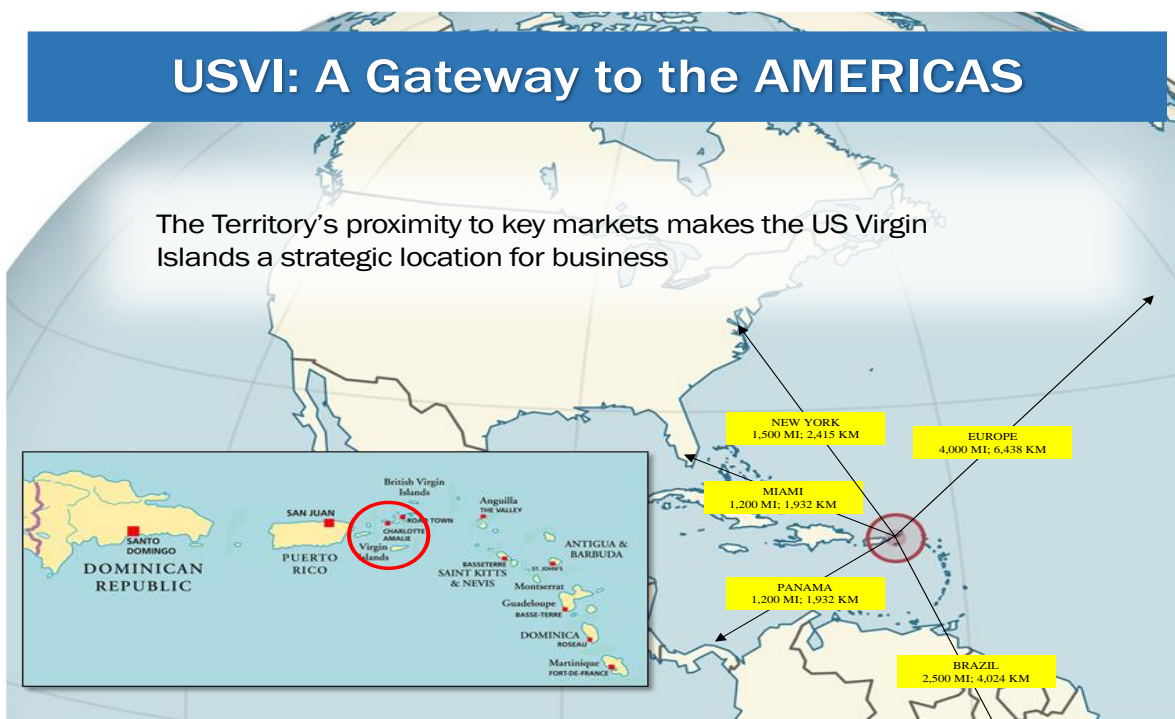 USVI: A Gateway to the AMERICAS
The Territory's proximity to key markets makes the US Virgin
Islands a strategic location for business
NEW YORK
1,500 MI; 2,415 KM
EUROPE
4,000 MI; 6,438 KM
MIAMI
1,200 MI; 1,932 KM
PANAMA
1,200 MI; 1,932 KM
BRAZIL
2,500 MI; 4,024 KM
British Virgin
Islands
Anguilla
THE VALLEY
SAN JUAN
ROAD TOWN
CHARLOTTE
AMALIE
SANTO
DOMINGO
DOMINICAN
REPUBLIC
PUERTO
RICO
Virgin
Islands
ANTIGUA &
BARBUDA
BASSETERRE
ST. JOHN'S
SAINT KITTS
& NEVIS
Montserrat
Guadeloupe
BASSE-TERRE
DOMINICA
ROSEAU
Martinique
FORT-DE-FRANCE